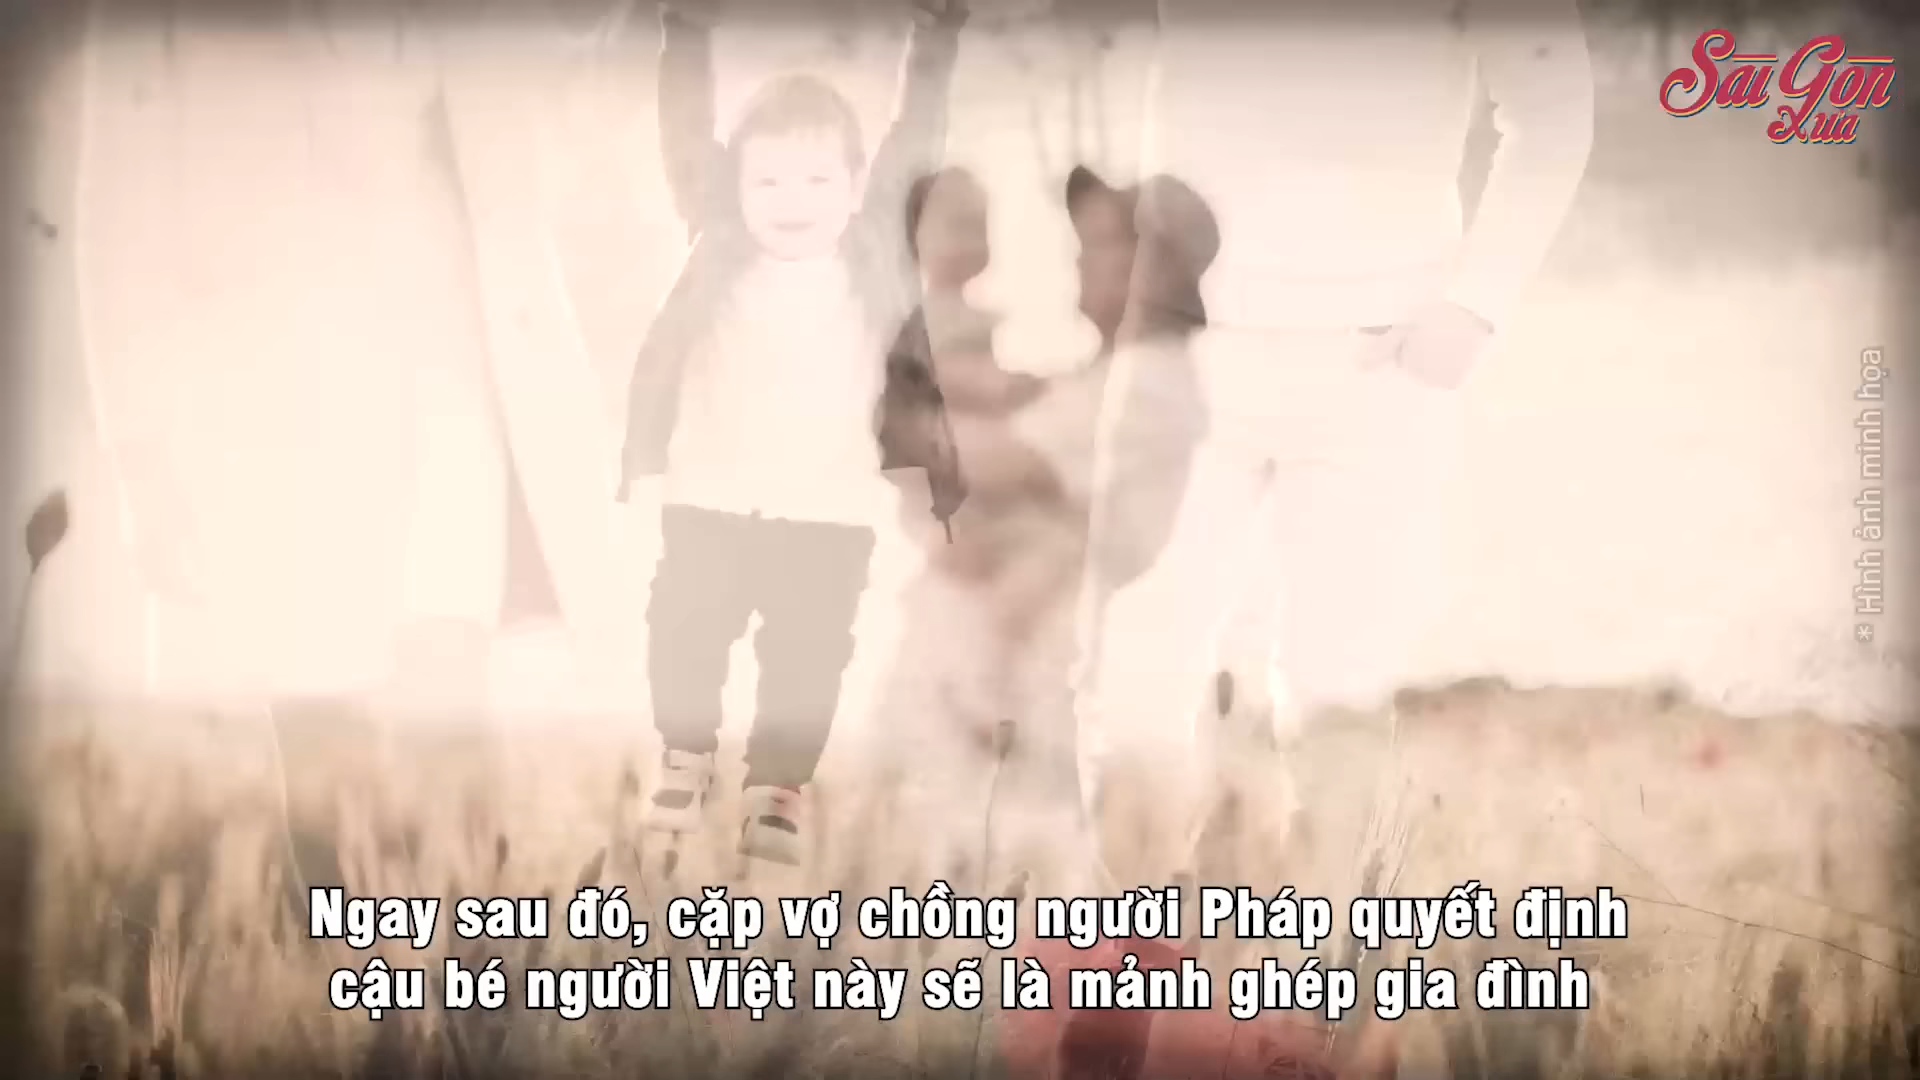 Sài Gòn
Xưa
* Hình ảnh minh họa
Ngay sau đó, cặp vợ chồng người Pháp quyết định
cậu bé người Việt này sẽ là mảnh ghép gia đình